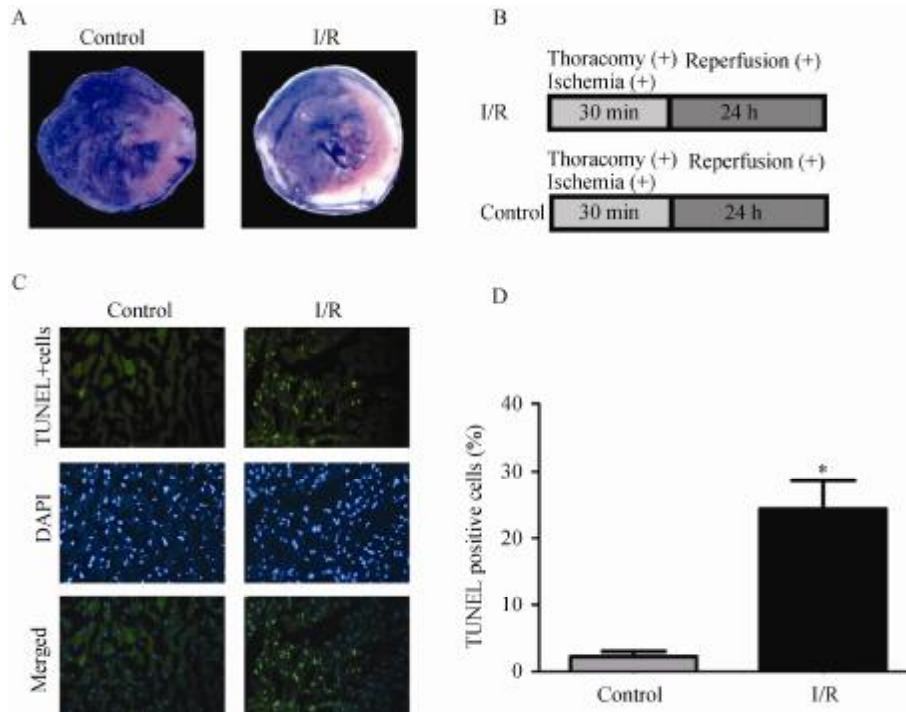 A
Control
I/R
B
Thoracomy (+) Reperfusion (+)
Ischemia (+)
I/R
30 min
24 h
Thoracomy (+) Reperfusion (+)
Ischemia (+)
Control
30 min
24 h
C
Control
I/R
TUNEL+cells
DAPI
Merged
D
TUNEL positive cells (%)
40
30
20
10
0
*
Control
I/R